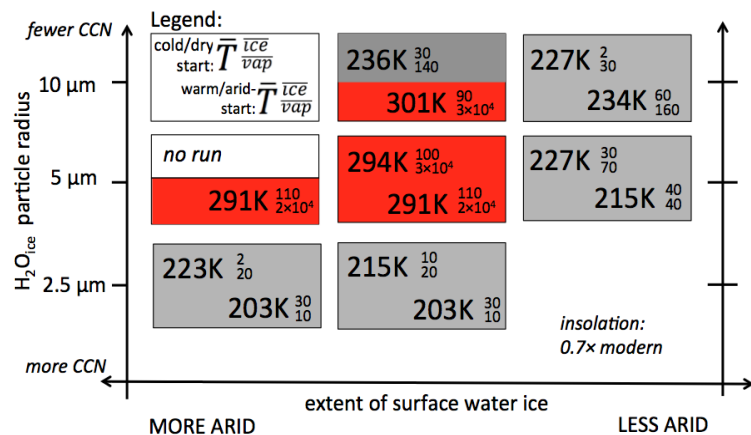 fewer CCN
Legend:
cold/dry start: T̅ ice/vap
warm/arid- start: T̅ ice/vap
236K 30 140
301K 90 3×10⁴
227K 2 30
234K 60 160
10 μm
no run
291K 110 2×10⁴
294K 100 3×10⁴
291K 110 2×10⁴
227K 30 70
215K 40 40
5 μm
H₂Oice particle radius
223K 2 20
203K 30 10
215K 10 20
203K 30 10
2.5 μm
insolation:
0.7× modern
more CCN
extent of surface water ice
MORE ARID
LESS ARID